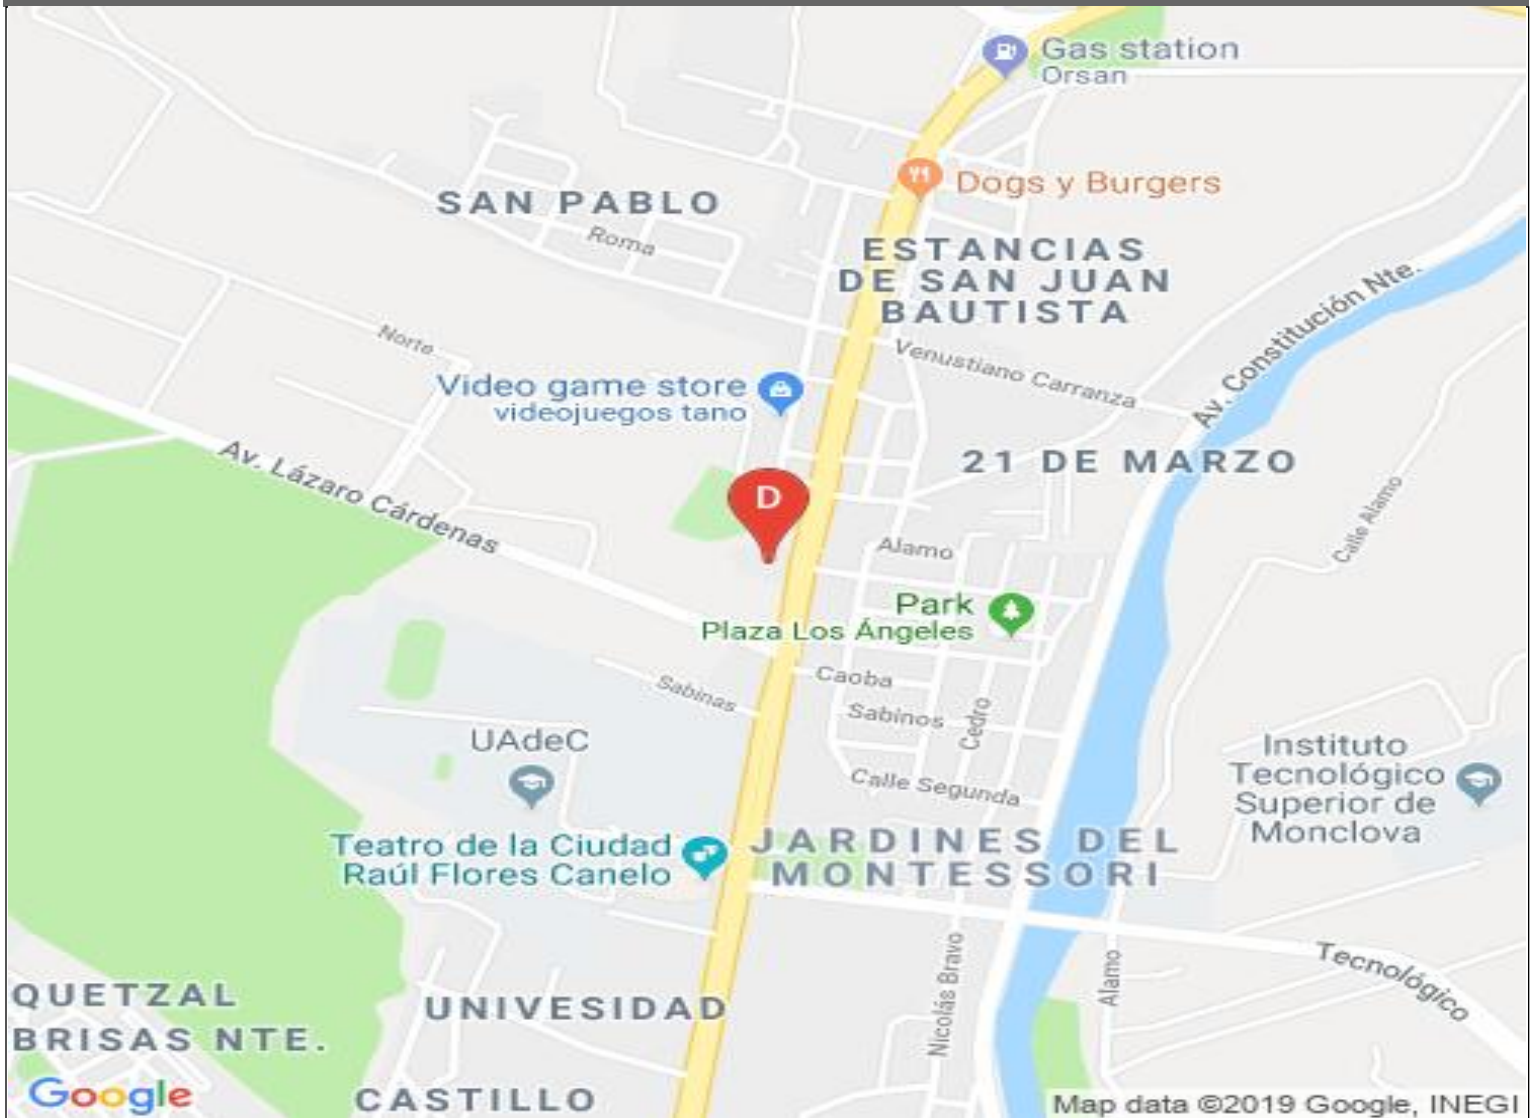 Gas station
Orsan
Dogs y Burgers
SAN PABLO
Roma
ESTANCIAS
DE SAN JUAN
BAUTISTA
Av. Constitución Nte.
Norte
Venustiano Carranza
Video game store
videojuegos tano
21 DE MARZO
Av. Lázaro Cárdenas
D
Calle Alamo
Alamo
Park
Plaza Los Ángeles
Caoba
Sabinas
Sabinos
Cedro
UAdeC
Instituto
Tecnológico
Superior de
Monclova
Calle Segunda
Teatro de la Ciudad
Raúl Flores Canelo
JARDINES DEL
MONTESSORI
Nicolás Bravo
Alamo
Tecnológico
QUETZAL
BRISAS NTE.
UNIVESIDAD
CASTILLO
Google
Map data ©2019 Google, INEGI